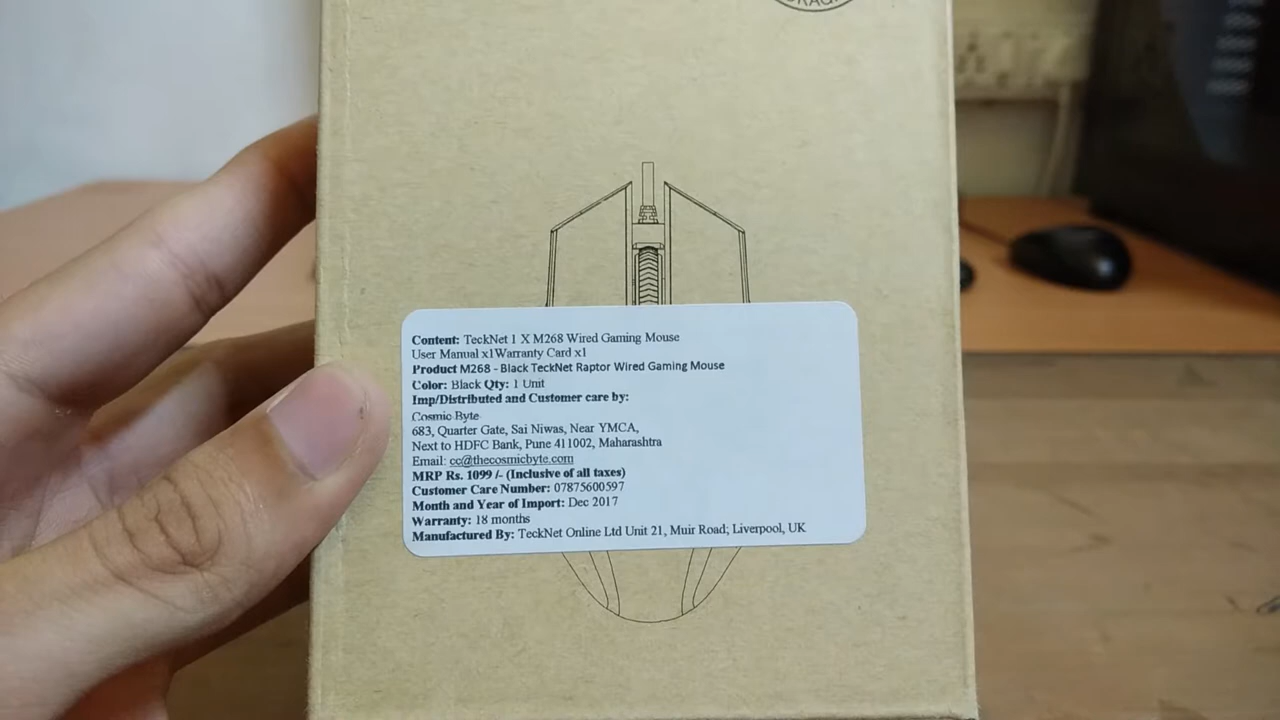 Content: TeckNet 1 X M268 Wired Gaming Mouse
User Manual x1Warranty Card x1
Product M268 - Black TeckNet Raptor Wired Gaming Mouse
Color: Black Qty: 1 Unit
Imp/Distributed and Customer care by:
Cosmic Byte
683, Quarter Gate, Sai Niwas, Near YMCA,
Next to HDFC Bank, Pune 411002, Maharashtra
Email: cc@thecosmicbyte.com
MRP Rs. 1099 /- (Inclusive of all taxes)
Customer Care Number: 07875600597
Month and Year of Import: Dec 2017
Warranty: 18 months
Manufactured By: TeckNet Online Ltd Unit 21, Muir Road; Liverpool, UK